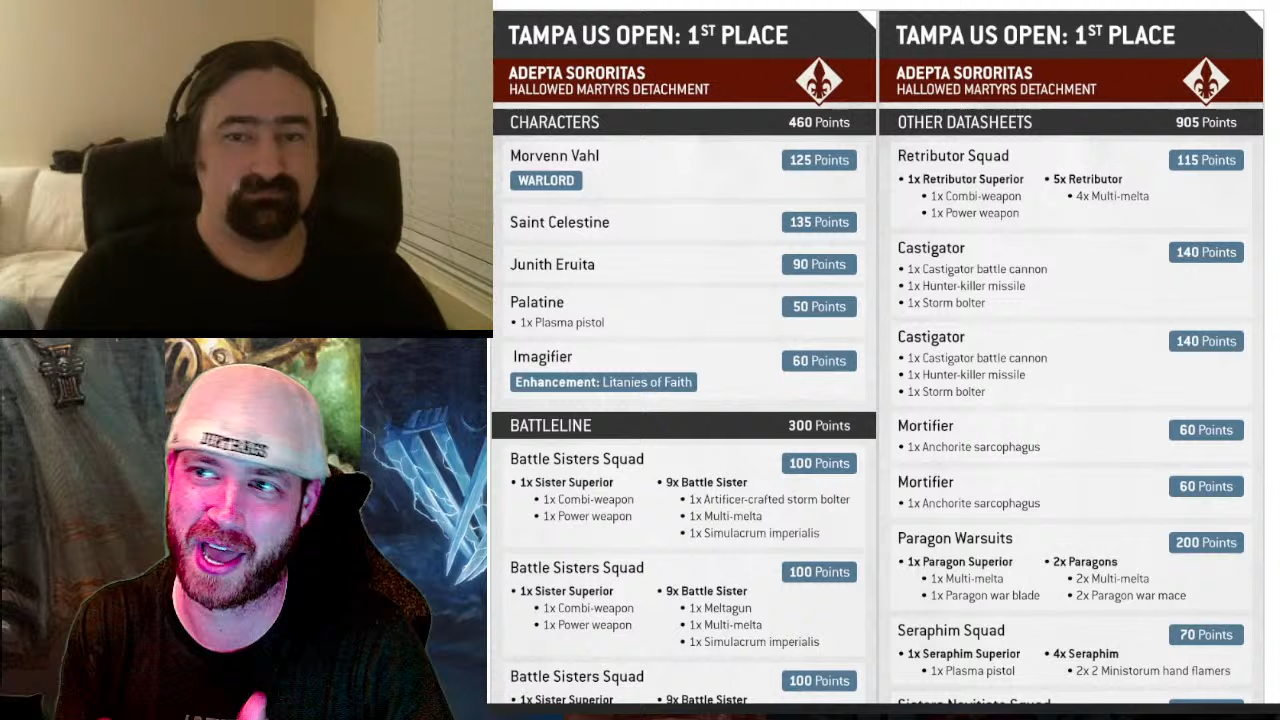 TAMPA US OPEN: 1ST PLACE
ADEPTA SORORITAS
HALLOWED MARTYRS DETACHMENT
CHARACTERS 460 Points
Morvenn Vahl 125 Points
WARLORD
Saint Celestine 135 Points
Junith Eruita 90 Points
Palatine 50 Points
• 1x Plasma pistol
Imagifier 60 Points
Enhancement: Litanies of Faith
BATTLELINE 300 Points
Battle Sisters Squad 100 Points
• 1x Sister Superior • 9x Battle Sister
• 1x Combi-weapon • 1x Artificer-crafted storm bolter
• 1x Power weapon • 1x Multi-melta
• 1x Simulacrum imperialis
Battle Sisters Squad 100 Points
• 1x Sister Superior • 9x Battle Sister
• 1x Combi-weapon • 1x Meltagun
• 1x Power weapon • 1x Multi-melta
• 1x Simulacrum imperialis
Battle Sisters Squad 100 Points
• 1x Sister Superior • 9x Battle Sister
TAMPA US OPEN: 1ST PLACE
ADEPTA SORORITAS
HALLOWED MARTYRS DETACHMENT
OTHER DATASHEETS 905 Points
Retributor Squad 115 Points
• 1x Retributor Superior • 5x Retributor
• 1x Combi-weapon • 4x Multi-melta
• 1x Power weapon
Castigator 140 Points
• 1x Castigator battle cannon
• 1x Hunter-killer missile
• 1x Storm bolter
Castigator 140 Points
• 1x Castigator battle cannon
• 1x Hunter-killer missile
• 1x Storm bolter
Mortifier 60 Points
• 1x Anchorite sarcophagus
Mortifier 60 Points
• 1x Anchorite sarcophagus
Paragon Warsuits 200 Points
• 1x Paragon Superior • 2x Paragons
• 1x Multi-melta • 2x Multi-melta
• 1x Paragon war blade • 2x Paragon war mace
Seraphim Squad 70 Points
• 1x Seraphim Superior • 4x Seraphim
• 1x Plasma pistol • 2x 2 Ministorum hand flamers
Sisters Novitiate Squad